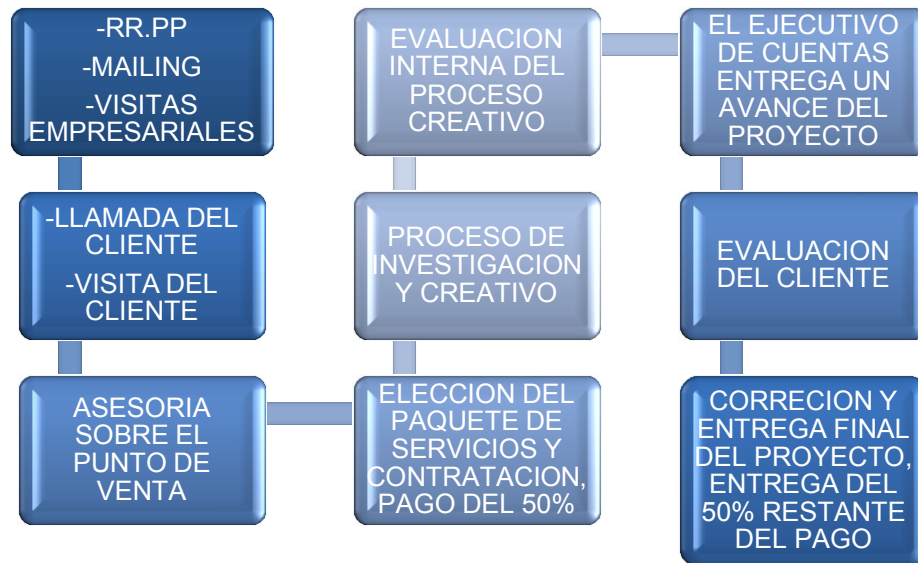 -RR.PP
-MAILING
-VISITAS
EMPRESARIALES
-LLAMADA DEL
CLIENTE
-VISITA DEL
CLIENTE
ASESORIA
SOBRE EL
PUNTO DE
VENTA
ELECCION DEL
PAQUETE DE
SERVICIOS Y
CONTRATACION,
PAGO DEL 50%
PROCESO DE
INVESTIGACION
Y CREATIVO
EVALUACION
INTERNA DEL
PROCESO
CREATIVO
EL EJECUTIVO
DE CUENTAS
ENTREGA UN
AVANCE DEL
PROYECTO
EVALUACION
DEL CLIENTE
CORRECION Y
ENTREGA FINAL
DEL PROYECTO,
ENTREGA DEL
50% RESTANTE
DEL PAGO